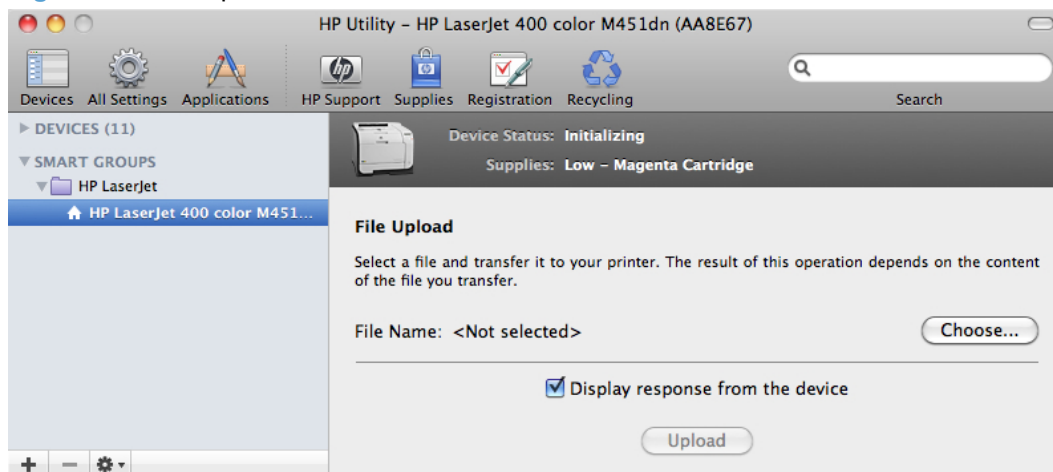 HP Utility – HP LaserJet 400 color M451dn (AA8E67)
Devices All Settings Applications HP Support Supplies Registration Recycling Search
DEVICES (11)
SMART GROUPS
HP LaserJet
HP LaserJet 400 color M451...
Device Status: Initializing
Supplies: Low – Magenta Cartridge
File Upload
Select a file and transfer it to your printer. The result of this operation depends on the content
of the file you transfer.
File Name: <Not selected>
Choose...
Display response from the device
Upload